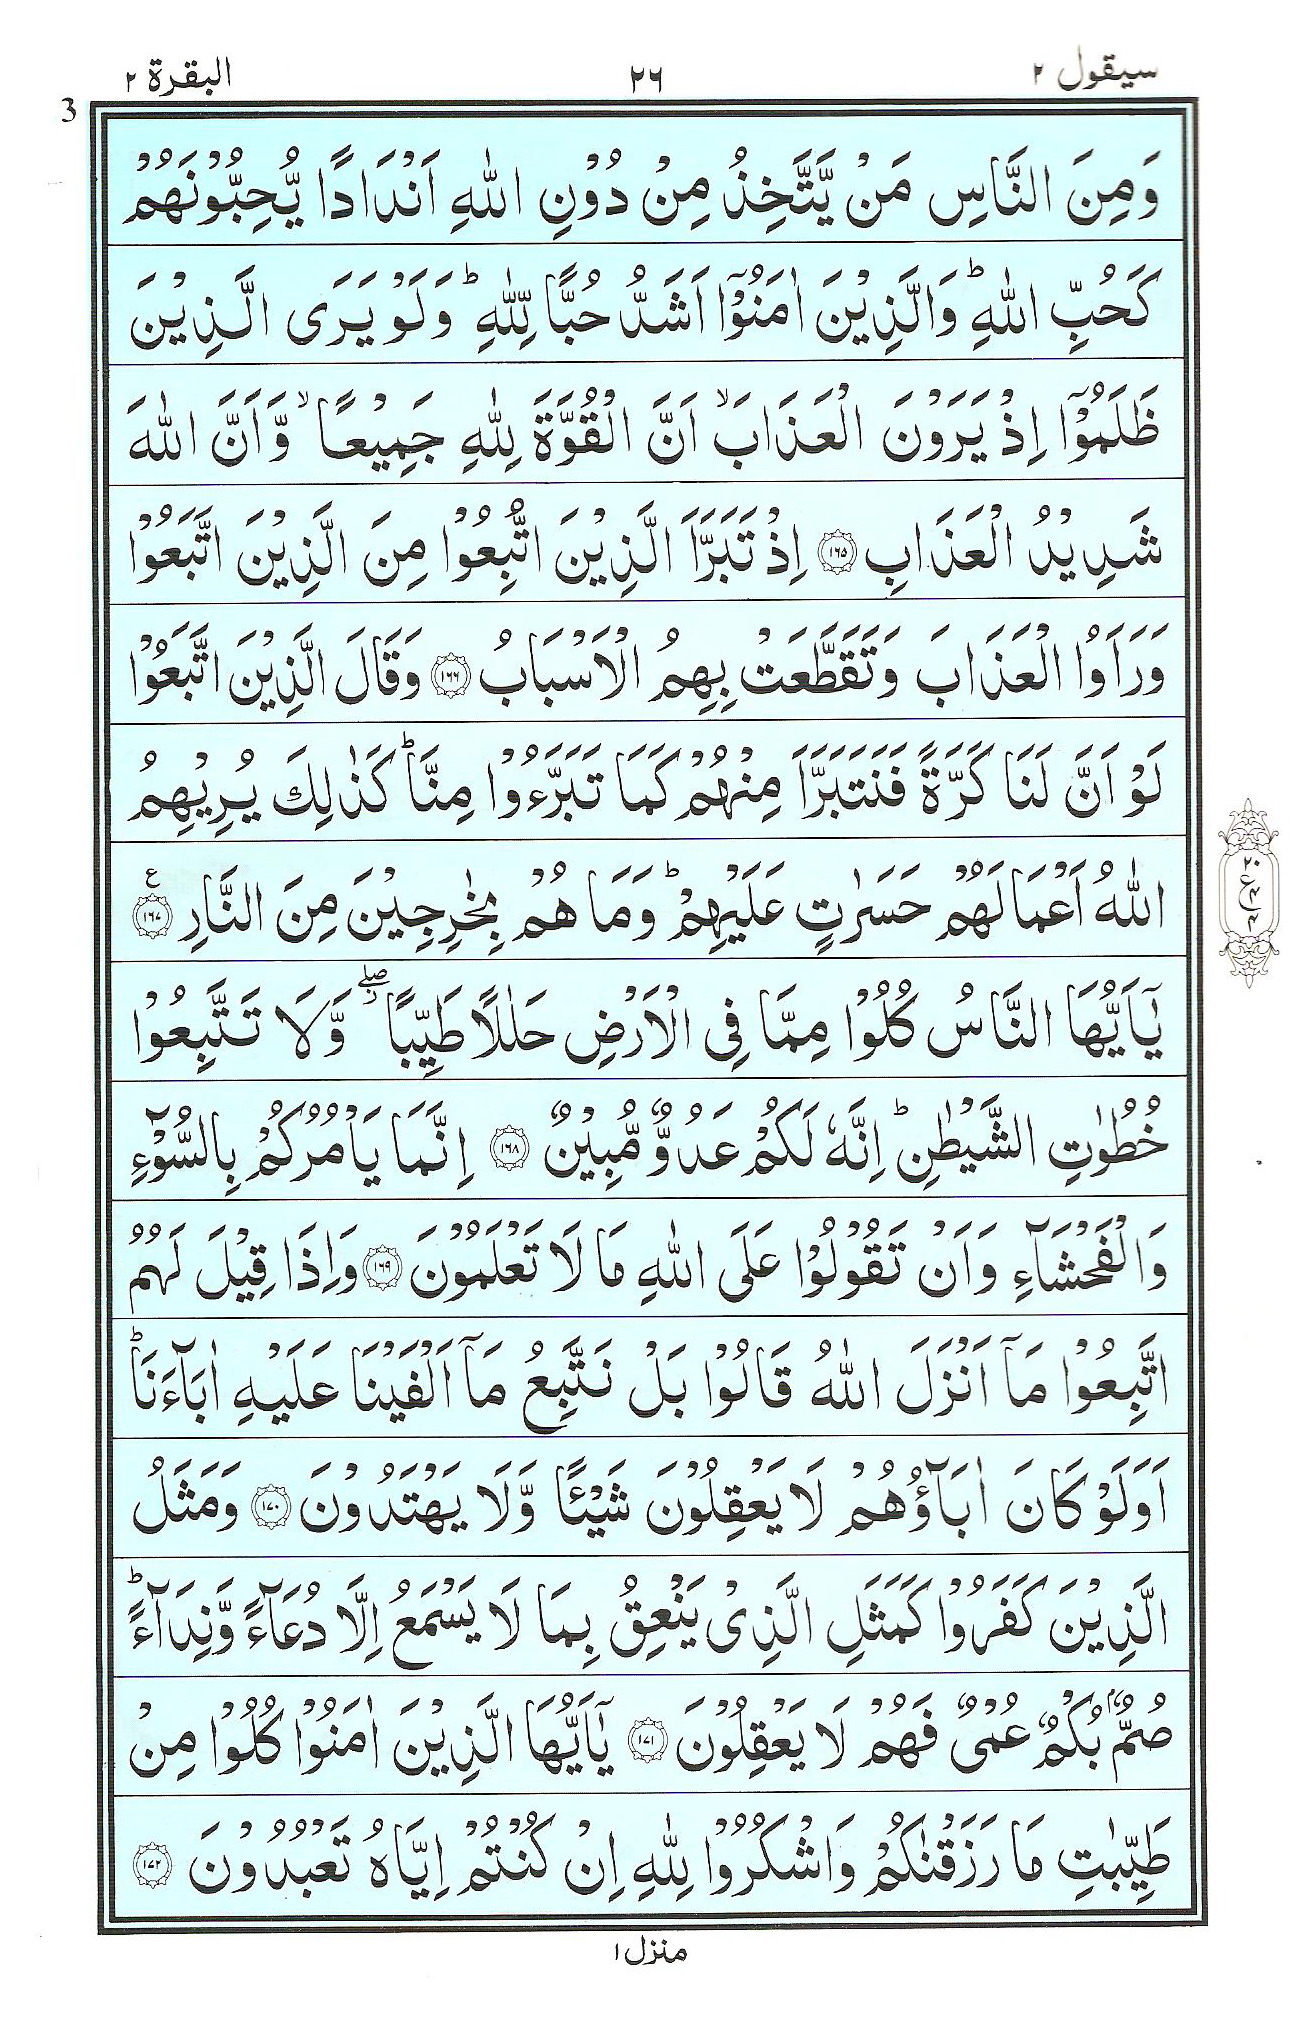 سيقول ٢
٢٦
البقرة ٢
3
وَمِنَ النَّاسِ مَنْ يَّتَّخِذُ مِنْ دُوْنِ اللّٰهِ اَنْدَادًا يُّحِبُّوْنَهُمْ
كَحُبِّ اللّٰهِ ؕ وَالَّذِيْنَ اٰمَنُوْۤا اَشَدُّ حُبًّا لِّلّٰهِ ؕ وَلَوْ يَرَى الَّذِيْنَ
ظَلَمُوْۤا اِذْ يَرَوْنَ الْعَذَابَ ۙ اَنَّ الْقُوَّةَ لِلّٰهِ جَمِيْعًا ۙ وَّاَنَّ اللّٰهَ
شَدِيْدُ الْعَذَابِ ١٦٥ اِذْ تَبَرَّاَ الَّذِيْنَ اتُّبِعُوْا مِنَ الَّذِيْنَ اتَّبَعُوْا
وَرَاَوُا الْعَذَابَ وَتَقَطَّعَتْ بِهِمُ الْاَسْبَابُ ١٦٦ وَقَالَ الَّذِيْنَ اتَّبَعُوْا
لَوْ اَنَّ لَنَا كَرَّةً فَنَتَبَرَّاَ مِنْهُمْ كَمَا تَبَرَّءُوْا مِنَّا ؕ كَذٰلِكَ يُرِيْهِمُ
اللّٰهُ اَعْمَالَهُمْ حَسَرٰتٍ عَلَيْهِمْ ؕ وَمَا هُمْ بِخٰرِجِيْنَ مِنَ النَّارِ ١٦٧ ع
يٰۤاَيُّهَا النَّاسُ كُلُوْا مِمَّا فِى الْاَرْضِ حَلٰلًا طَيِّبًا ۖ وَّلَا تَتَّبِعُوْا
خُطُوٰتِ الشَّيْطٰنِ ؕ اِنَّهٗ لَكُمْ عَدُوٌّ مُّبِيْنٌ ١٦٨ اِنَّمَا يَاْمُرُكُمْ بِالسُّوْٓءِ
وَالْفَحْشَآءِ وَاَنْ تَقُوْلُوْا عَلَى اللّٰهِ مَا لَا تَعْلَمُوْنَ ١٦٩ وَاِذَا قِيْلَ لَهُمُ
اتَّبِعُوْا مَاۤ اَنْزَلَ اللّٰهُ قَالُوْا بَلْ نَتَّبِعُ مَاۤ اَلْفَيْنَا عَلَيْهِ اٰبَآءَنَا ؕ
اَوَلَوْ كَانَ اٰبَآؤُهُمْ لَا يَعْقِلُوْنَ شَيْئًا وَّلَا يَهْتَدُوْنَ ١٧٠ وَمَثَلُ
الَّذِيْنَ كَفَرُوْا كَمَثَلِ الَّذِىْ يَنْعِقُ بِمَا لَا يَسْمَعُ اِلَّا دُعَآءً وَّنِدَآءً ؕ
صُمٌّۢ بُكْمٌ عُمْىٌ فَهُمْ لَا يَعْقِلُوْنَ ١٧١ يٰۤاَيُّهَا الَّذِيْنَ اٰمَنُوْا كُلُوْا مِنْ
طَيِّبٰتِ مَا رَزَقْنٰكُمْ وَاشْكُرُوْا لِلّٰهِ اِنْ كُنْتُمْ اِيَّاهُ تَعْبُدُوْنَ ١٧٢
منزل ١
٢٠
ع
٤